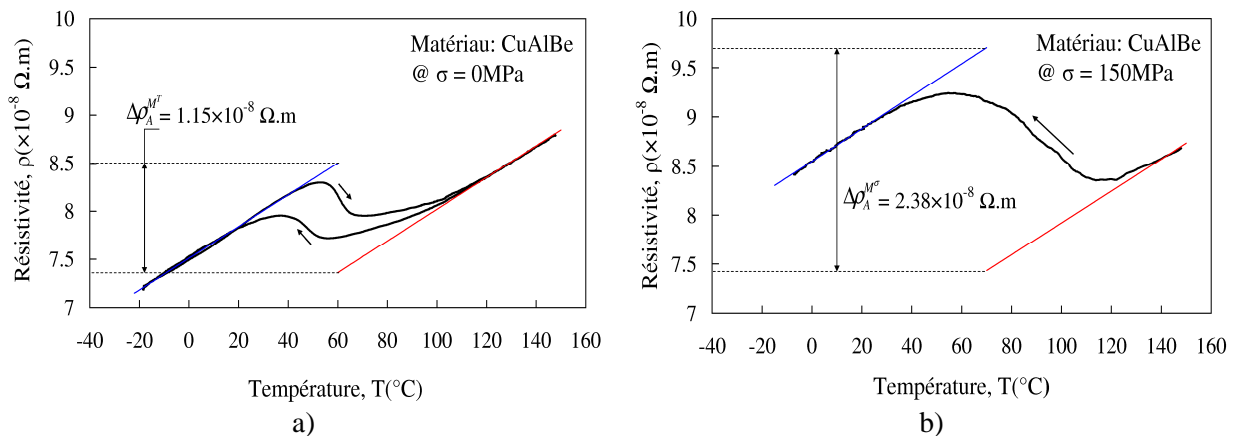 10
9.5
9
8.5
8
7.5
7
Résistivité, ρ(×10⁻⁸ Ω.m)
Matériau: CuAlBe
@ σ = 0MPa
Δρ_A^{M^T} = 1.15×10⁻⁸ Ω.m
-40 -20 0 20 40 60 80 100 120 140 160
Température, T(°C)
a)
10
9.5
9
8.5
8
7.5
7
Résistivité, ρ(×10⁻⁸ Ω.m)
Matériau: CuAlBe
@ σ = 150MPa
Δρ_A^{M^σ} = 2.38×10⁻⁸ Ω.m
-40 -20 0 20 40 60 80 100 120 140 160
Température, T(°C)
b)